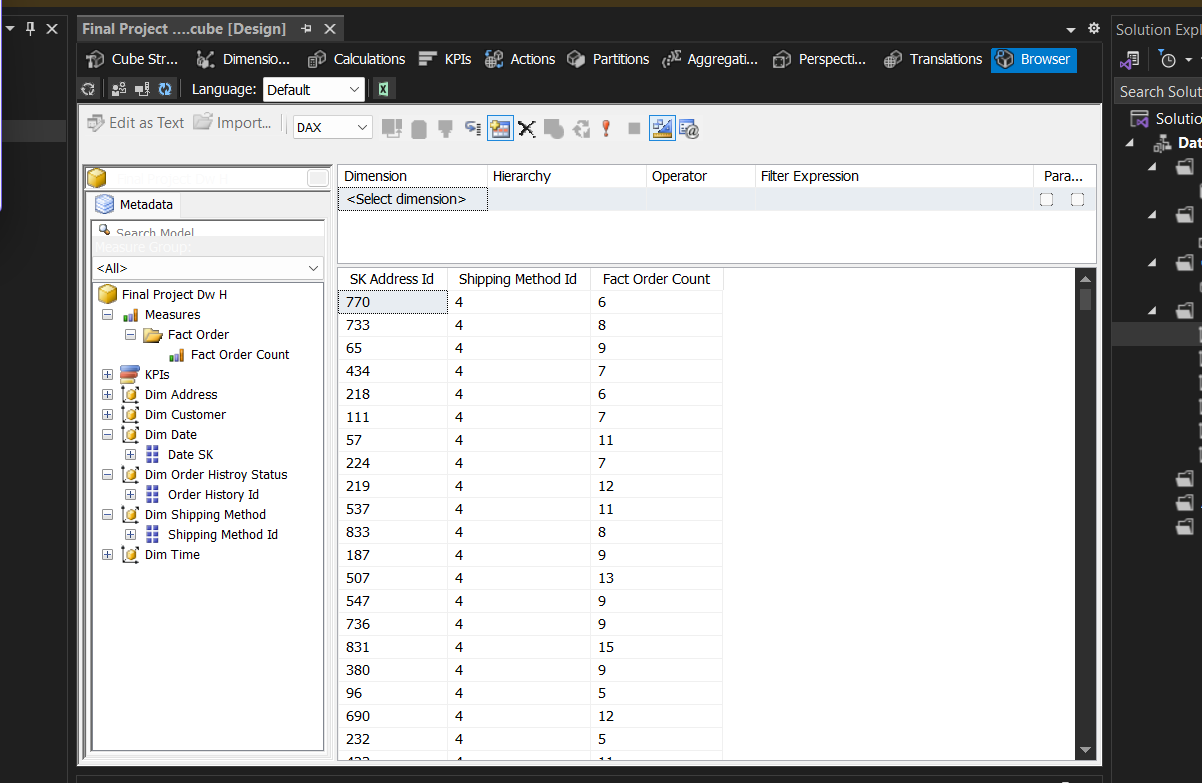 Final Project ....cube [Design]
Solution Expl
Cube Str... Dimensio... Calculations KPIs Actions Partitions Aggregati... Perspecti... Translations Browser
Language: Default
Search Solut
Solutio
Dat
Edit as Text Import... DAX
Final Project Dw H
Metadata
Search Model
Measure Group:
<All>
Final Project Dw H
Measures
Fact Order
Fact Order Count
KPIs
Dim Address
Dim Customer
Dim Date
Date SK
Dim Order Histroy Status
Order History Id
Dim Shipping Method
Shipping Method Id
Dim Time
Dimension Hierarchy Operator Filter Expression Para...
<Select dimension>
SK Address Id Shipping Method Id Fact Order Count
770 4 6
733 4 8
65 4 9
434 4 7
218 4 6
111 4 7
57 4 11
224 4 7
219 4 12
537 4 11
833 4 8
187 4 9
507 4 13
547 4 9
736 4 9
831 4 15
380 4 9
96 4 5
690 4 12
232 4 5